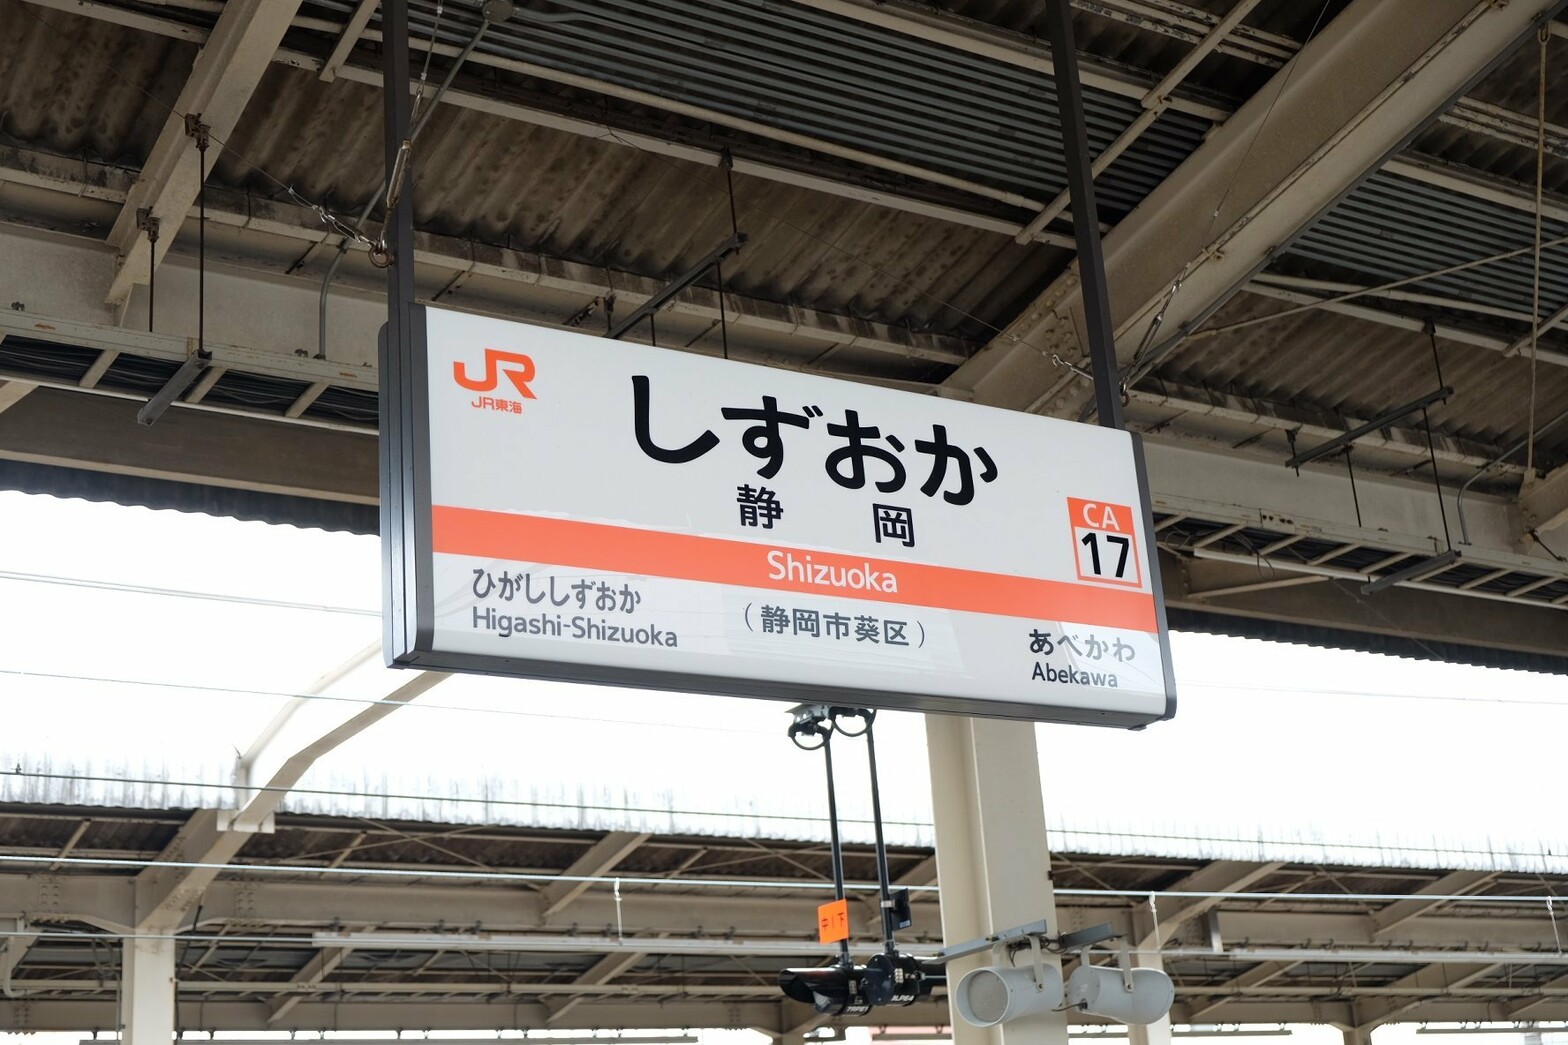 JR
JR東海
しずおか
静岡
CA
17
Shizuoka
ひがししずおか
Higashi-Shizuoka
（静岡市葵区）
あべかわ
Abekawa